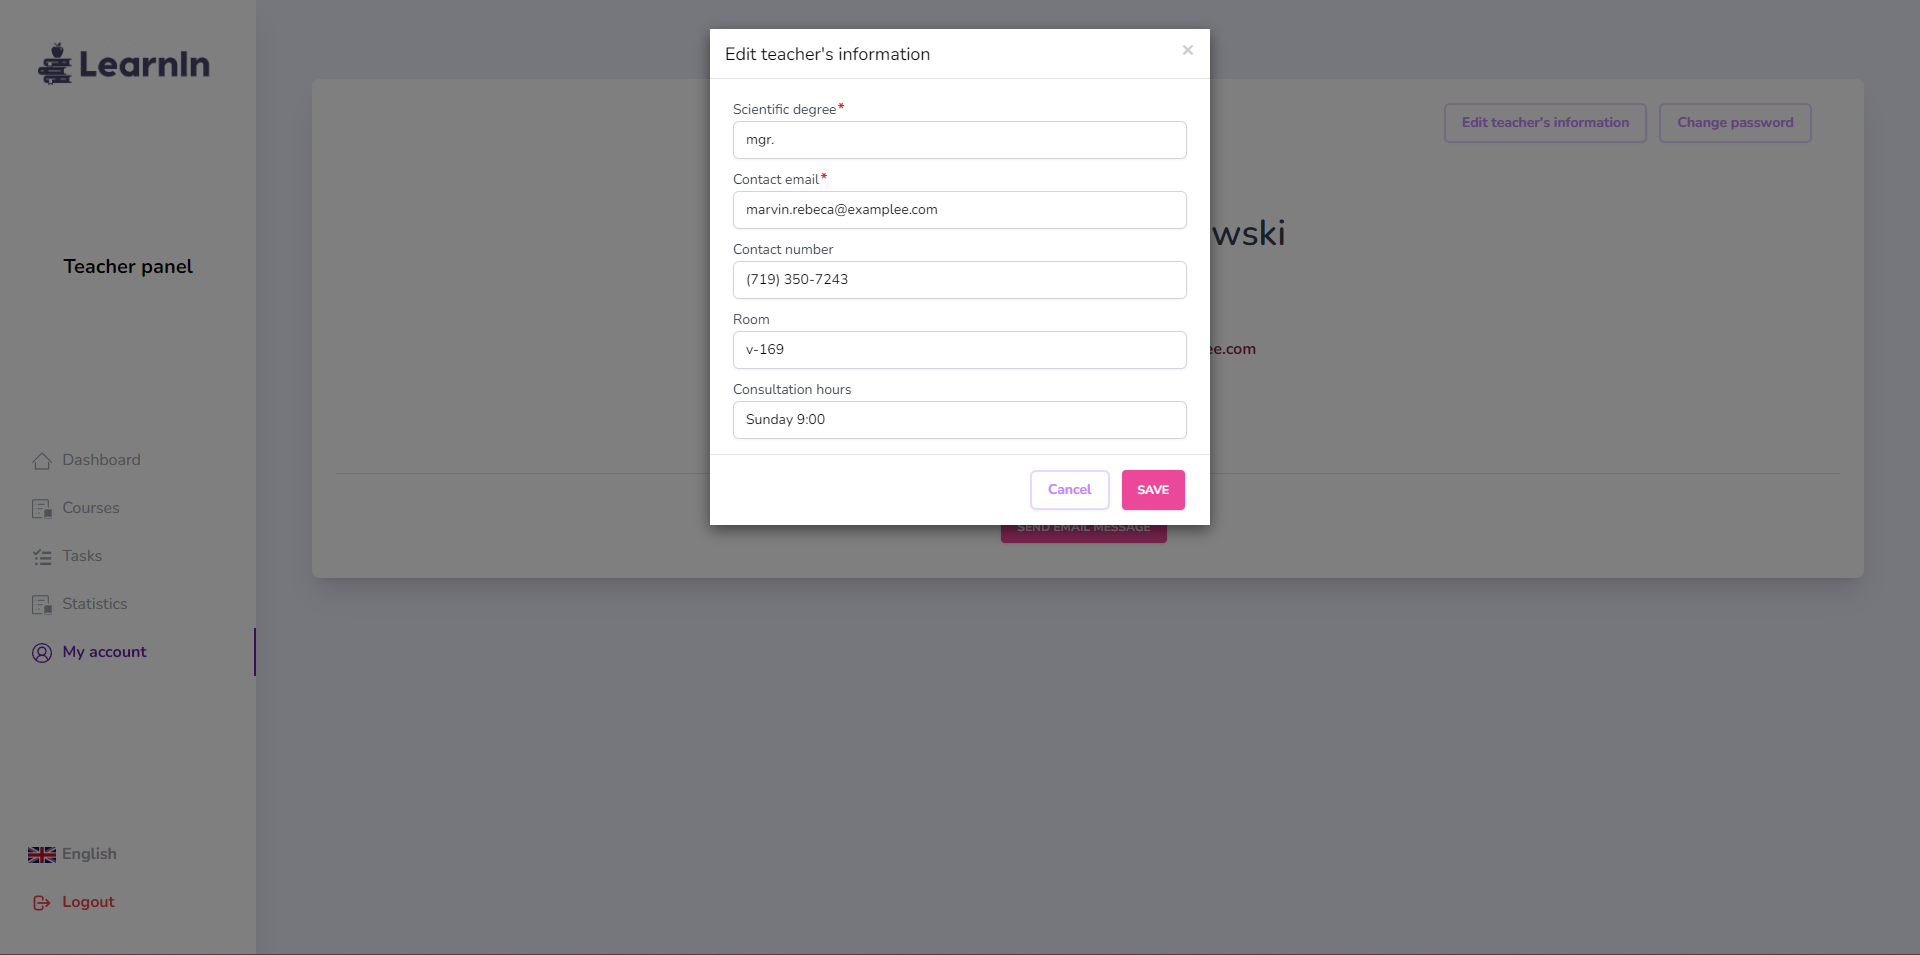 LearnIn
Teacher panel
Dashboard
Courses
Tasks
Statistics
My account
English
Logout
Edit teacher's information
×
Scientific degree*
mgr.
Contact email*
marvin.rebeca@examplee.com
Contact number
(719) 350-7243
Room
v-169
Consultation hours
Sunday 9:00
Cancel
SAVE
Edit teacher's information
Change password
wski
ee.com
SEND EMAIL MESSAGE